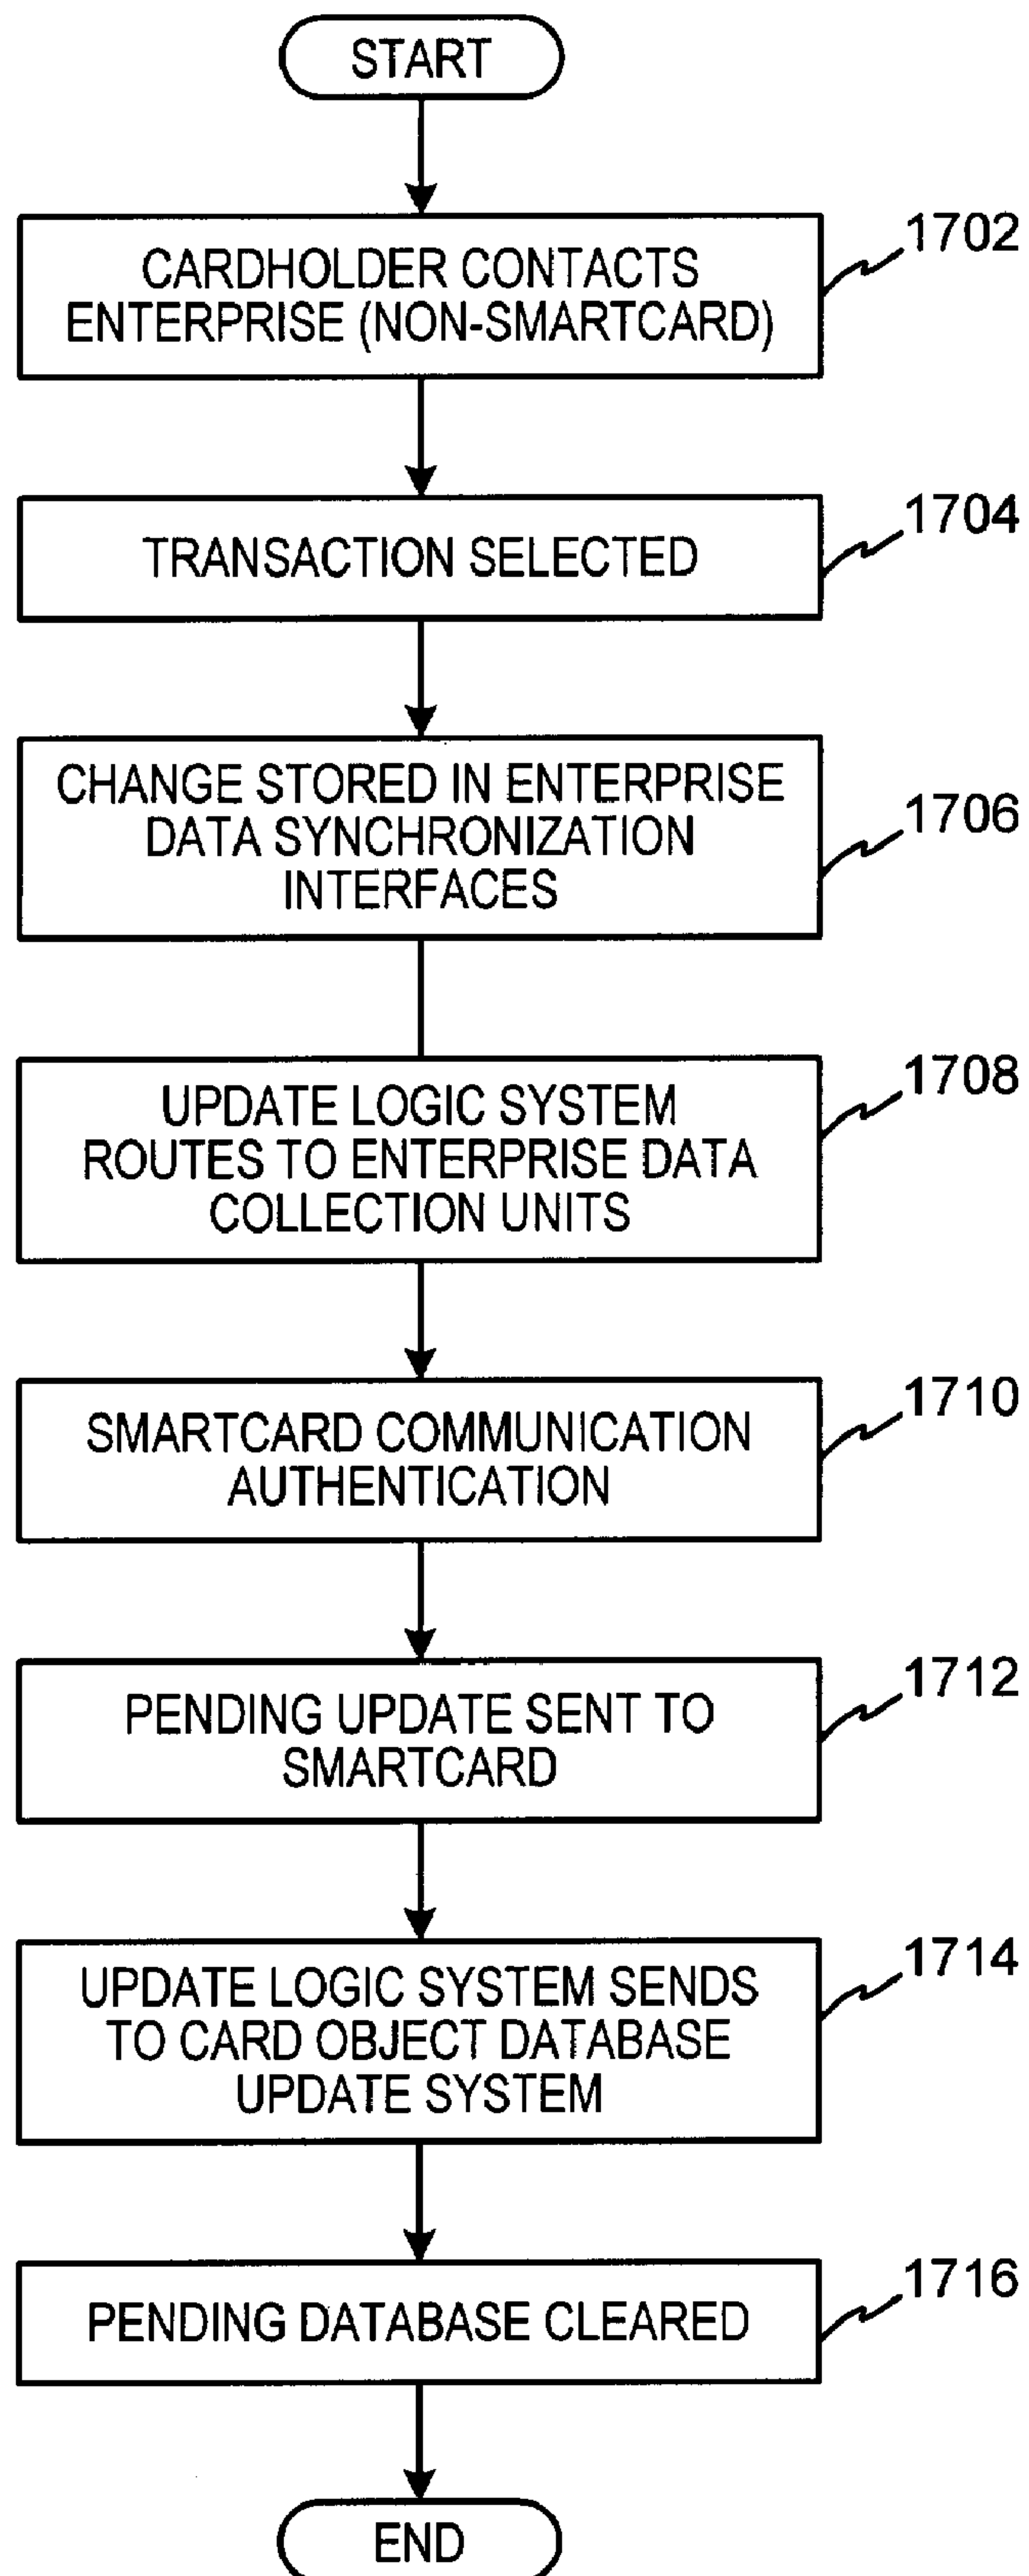 START
CARDHOLDER CONTACTS
ENTERPRISE (NON-SMARTCARD)
1702
TRANSACTION SELECTED
1704
CHANGE STORED IN ENTERPRISE
DATA SYNCHRONIZATION
INTERFACES
1706
UPDATE LOGIC SYSTEM
ROUTES TO ENTERPRISE DATA
COLLECTION UNITS
1708
SMARTCARD COMMUNICATION
AUTHENTICATION
1710
PENDING UPDATE SENT TO
SMARTCARD
1712
UPDATE LOGIC SYSTEM SENDS
TO CARD OBJECT DATABASE
UPDATE SYSTEM
1714
PENDING DATABASE CLEARED
1716
END